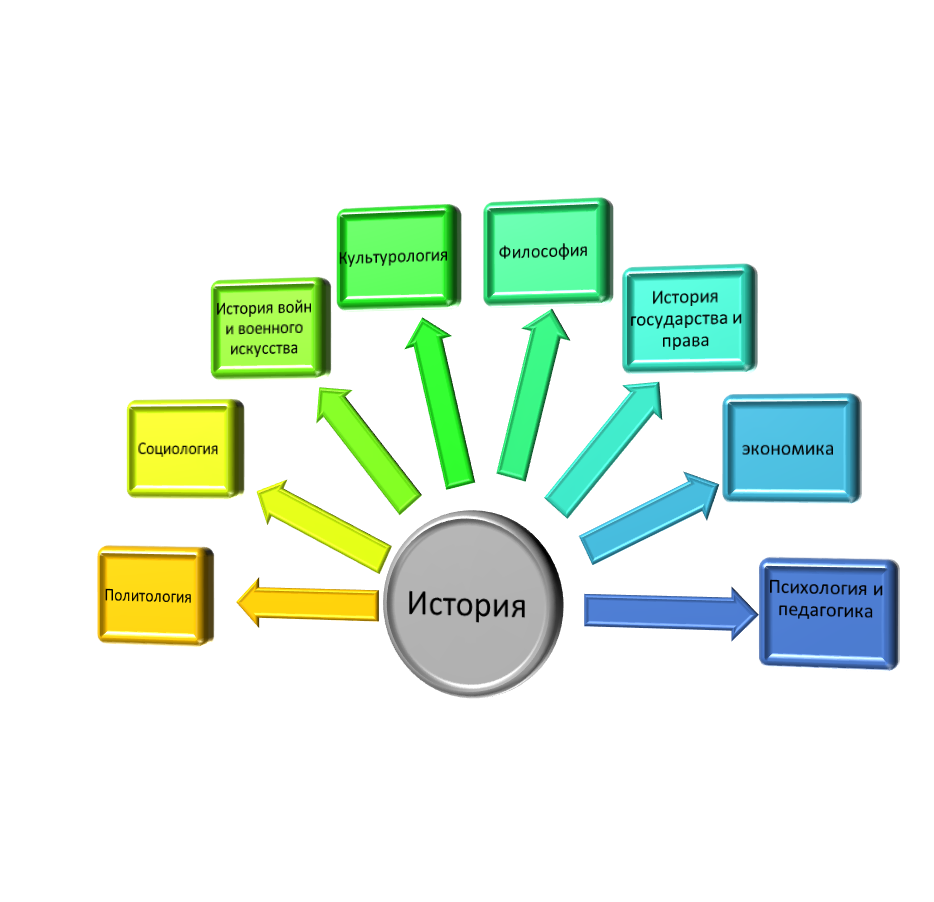 Культурология
Философия
История войн
и военного
искусства
История
государства и
права
Социология
экономика
Политология
История
Психология и
педагогика